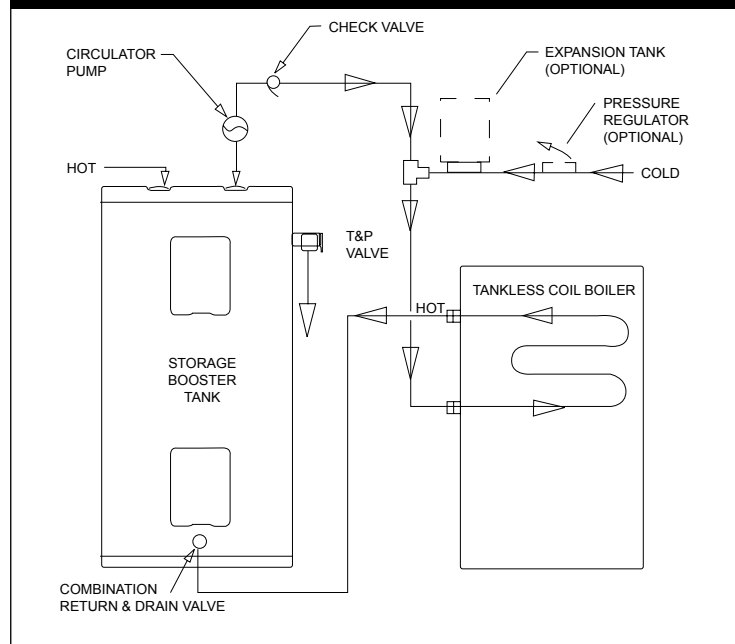 CHECK VALVE
CIRCULATOR
PUMP
EXPANSION TANK
(OPTIONAL)
PRESSURE
REGULATOR
(OPTIONAL)
HOT
COLD
T&P
VALVE
TANKLESS COIL BOILER
HOT
STORAGE
BOOSTER
TANK
COMBINATION
RETURN & DRAIN VALVE